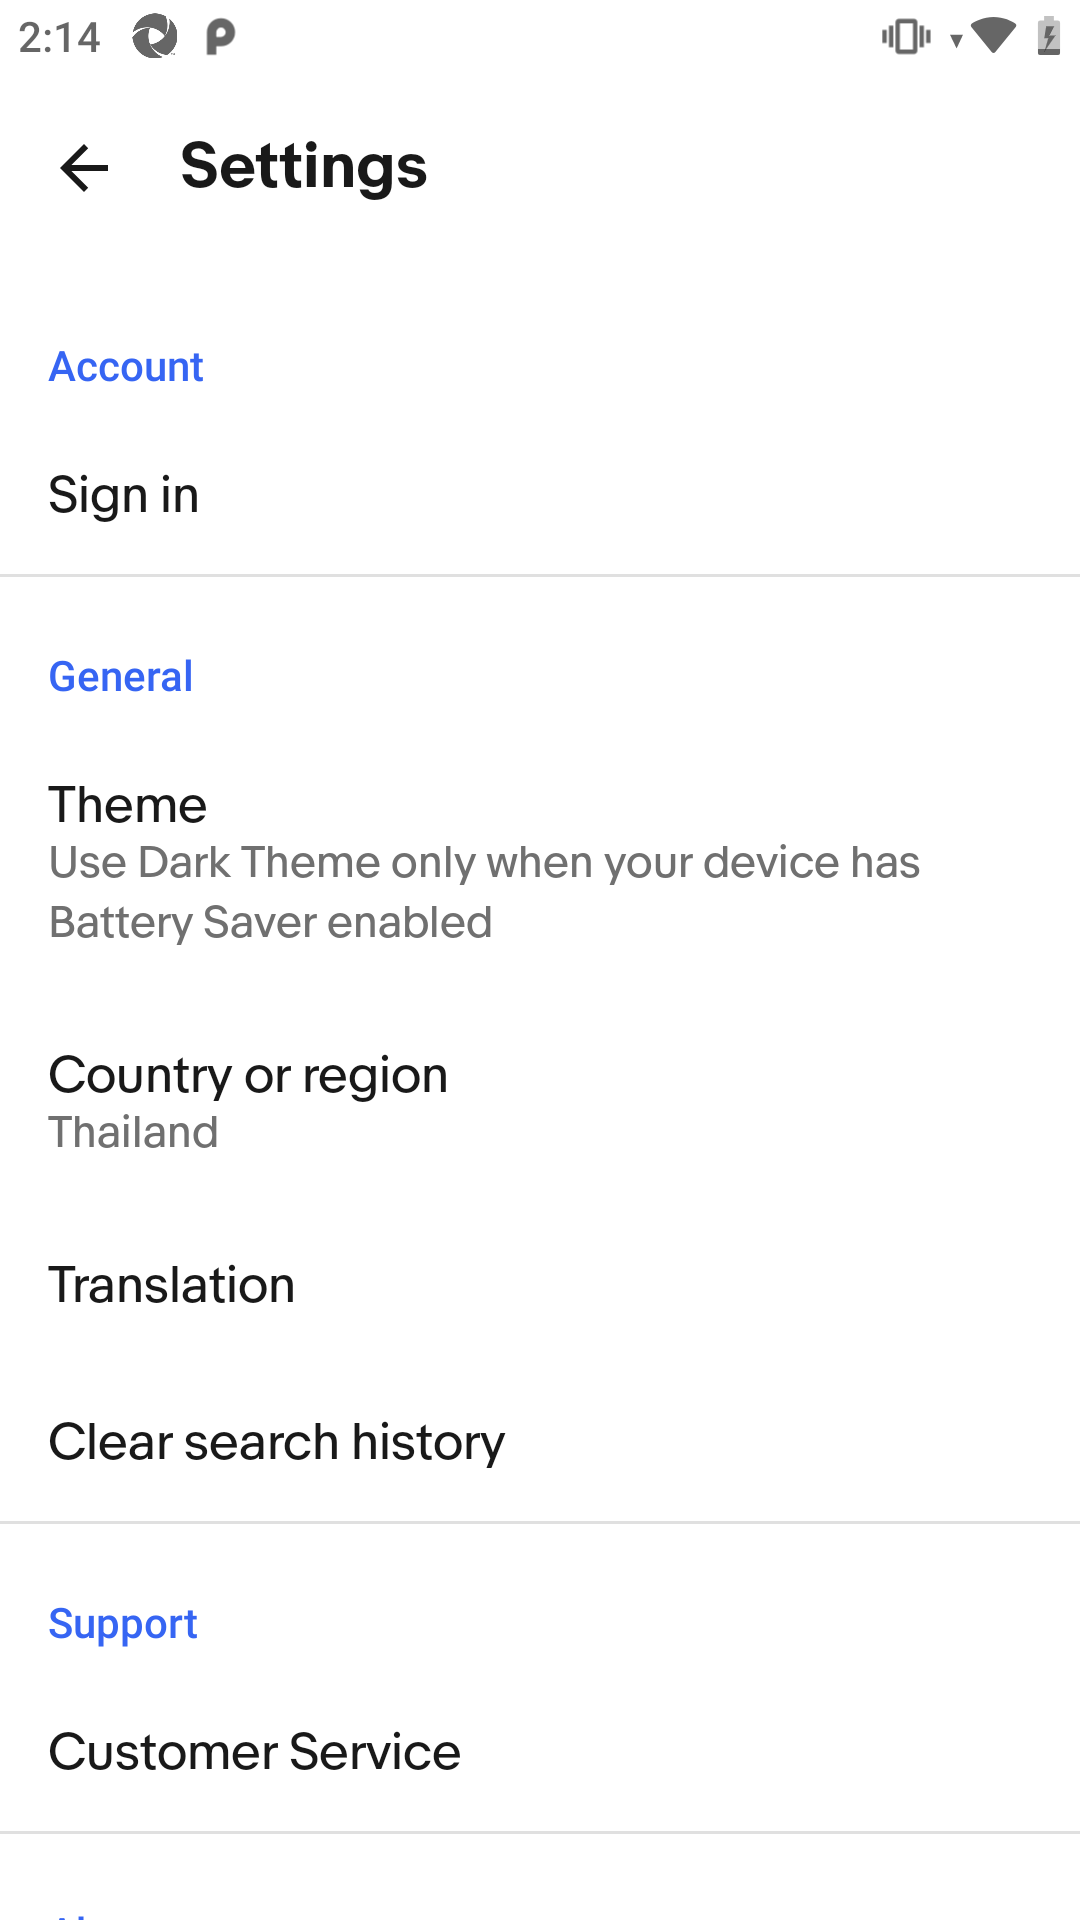 2:14
Settings
Account
Sign in
General
Theme
Use Dark Theme only when your device has
Battery Saver enabled
Country or region
Thailand
Translation
Clear search history
Support
Customer Service